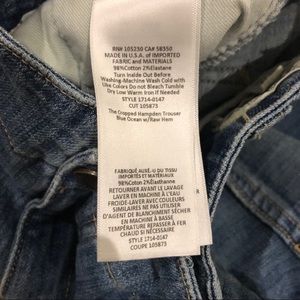 RN# 105230 CA# 58350
MADE IN U.S.A. of IMPORTED
FABRIC AND MATERIALS
98%Cotton 2%Elastane
Turn Inside Out Before
Washing-Machine Wash Cold with
Like Colors Do not Bleach Tumble
Dry Low Warm Iron if Needed
STYLE 1714-0147
CUT 105873
The Cropped Hampden Trouser
Blue Ocean w/Raw Hem
FABRIQUÉ AUX É.-U DU TISSU
IMPORTÉS ET MATÉRIAUX
98%Cotton 2%Élasthanne
RETOURNER AVANT LE LAVAGE
LAVER EN MACHINE À EAU
FROIDE-LAVER AVEC COULEURS
SIMILAIRES NE PAS UTILISER
D'AGENT DE BLANCHIMENT
SÉCHER EN MACHINE À BASSE
TEMPÉRATURE REPASSER À FER
CHAUD SI NÉCESSAIRE
STYLE 1714-0147
COUPE 105873